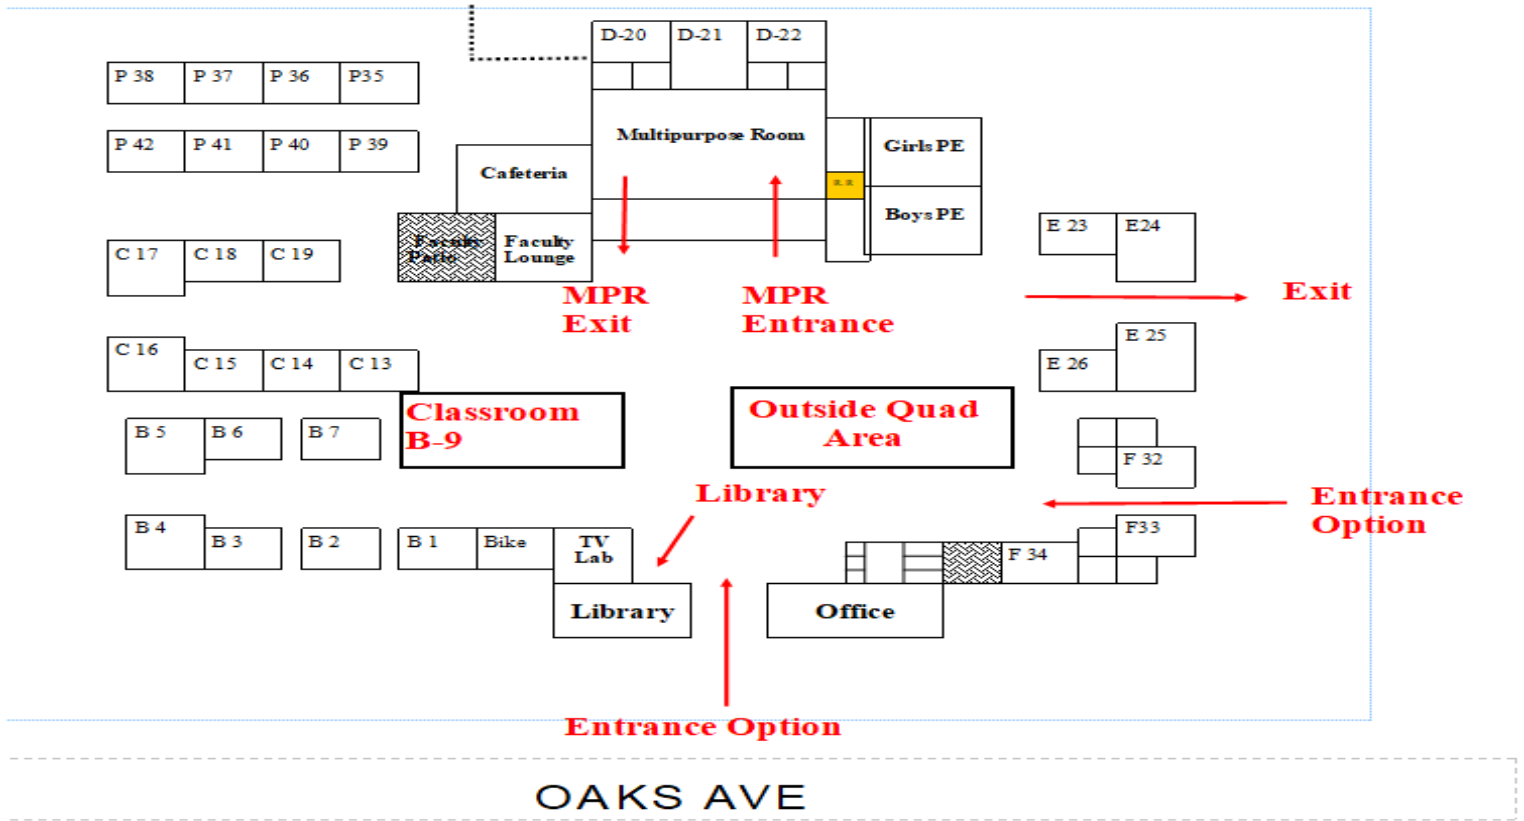 D-20 D-21 D-22
P 38 P 37 P 36 P35
P 42 P 41 P 40 P 39
Multipurpose Room
Girls PE
Cafeteria
R R
Boys PE
Faculty
Patio
Faculty
Lounge
E 23 E24
C 17 C 18 C 19
MPR
Exit
MPR
Entrance
Exit
C 16 C 15 C 14 C 13
E 25
E 26
Classroom
B-9
Outside Quad
Area
B 5 B 6 B 7
F 32
Library
Entrance
Option
B 4 B 3 B 2 B 1 Bike
TV
Lab
F33
F 34
Library
Office
Entrance Option
OAKS AVE